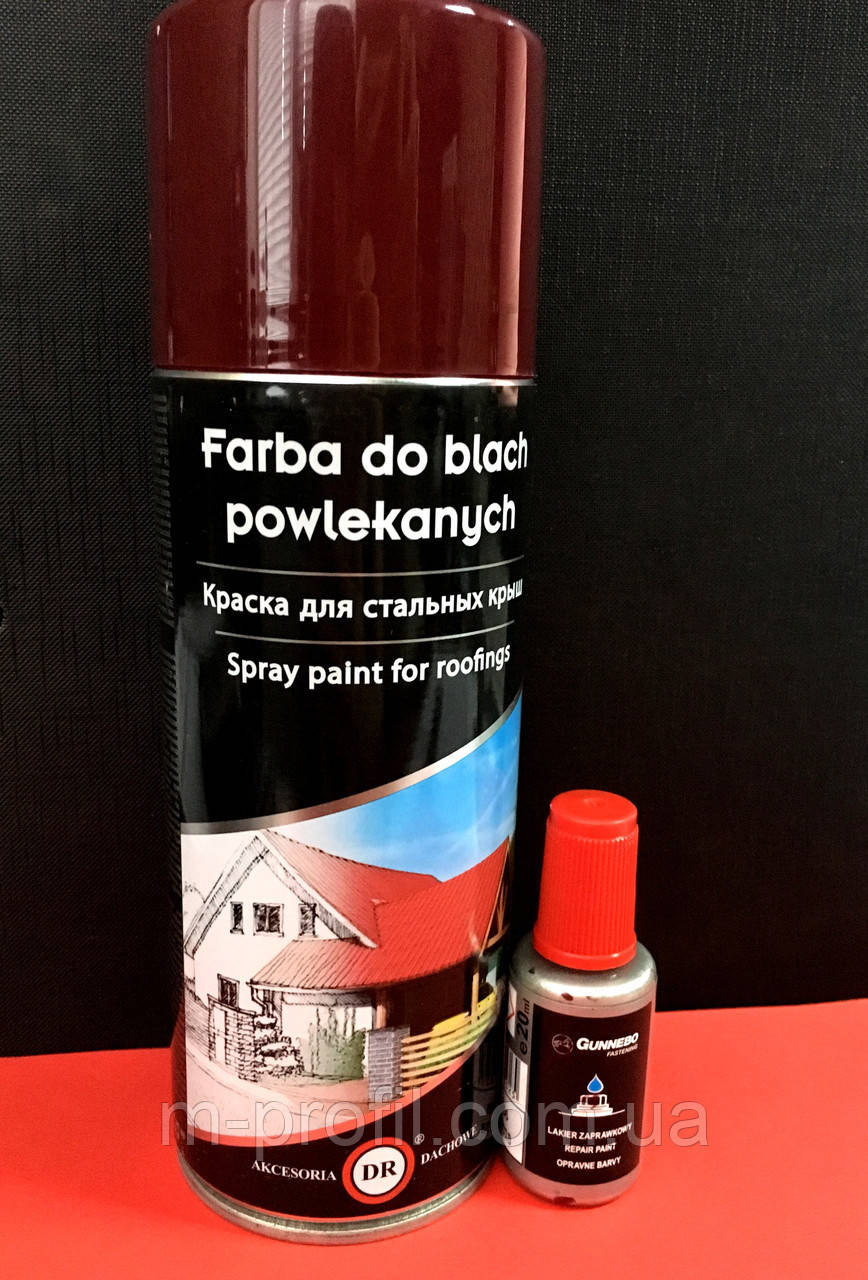 Farba do blach
powlekanych
Краска для стальных крыш
Spray paint for roofings
AKCESORIA DR ® DACHOWE
e 20 ml
GUNNEBO
FASTENING
LAKIER ZAPRAWKOWY
REPAIR PAINT
OPRAVNE BARVY
m-profil.com.ua